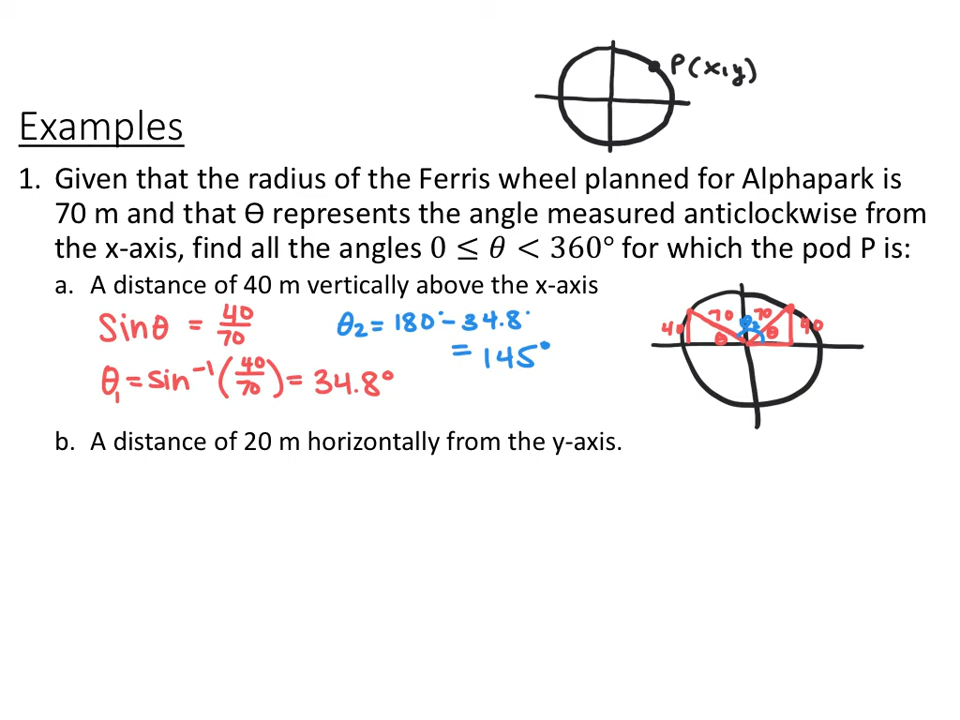 P(x,y)
Examples
1. Given that the radius of the Ferris wheel planned for Alphapark is
70 m and that Ɵ represents the angle measured anticlockwise from
the x-axis, find all the angles 0 ≤ θ < 360° for which the pod P is:
a. A distance of 40 m vertically above the x-axis
sinθ = 40/70
θ₂ = 180° - 34.8°
= 145°
θ₁ = sin⁻¹(40/70) = 34.8°
40 70 θ θ₂ 70 θ 40
b. A distance of 20 m horizontally from the y-axis.